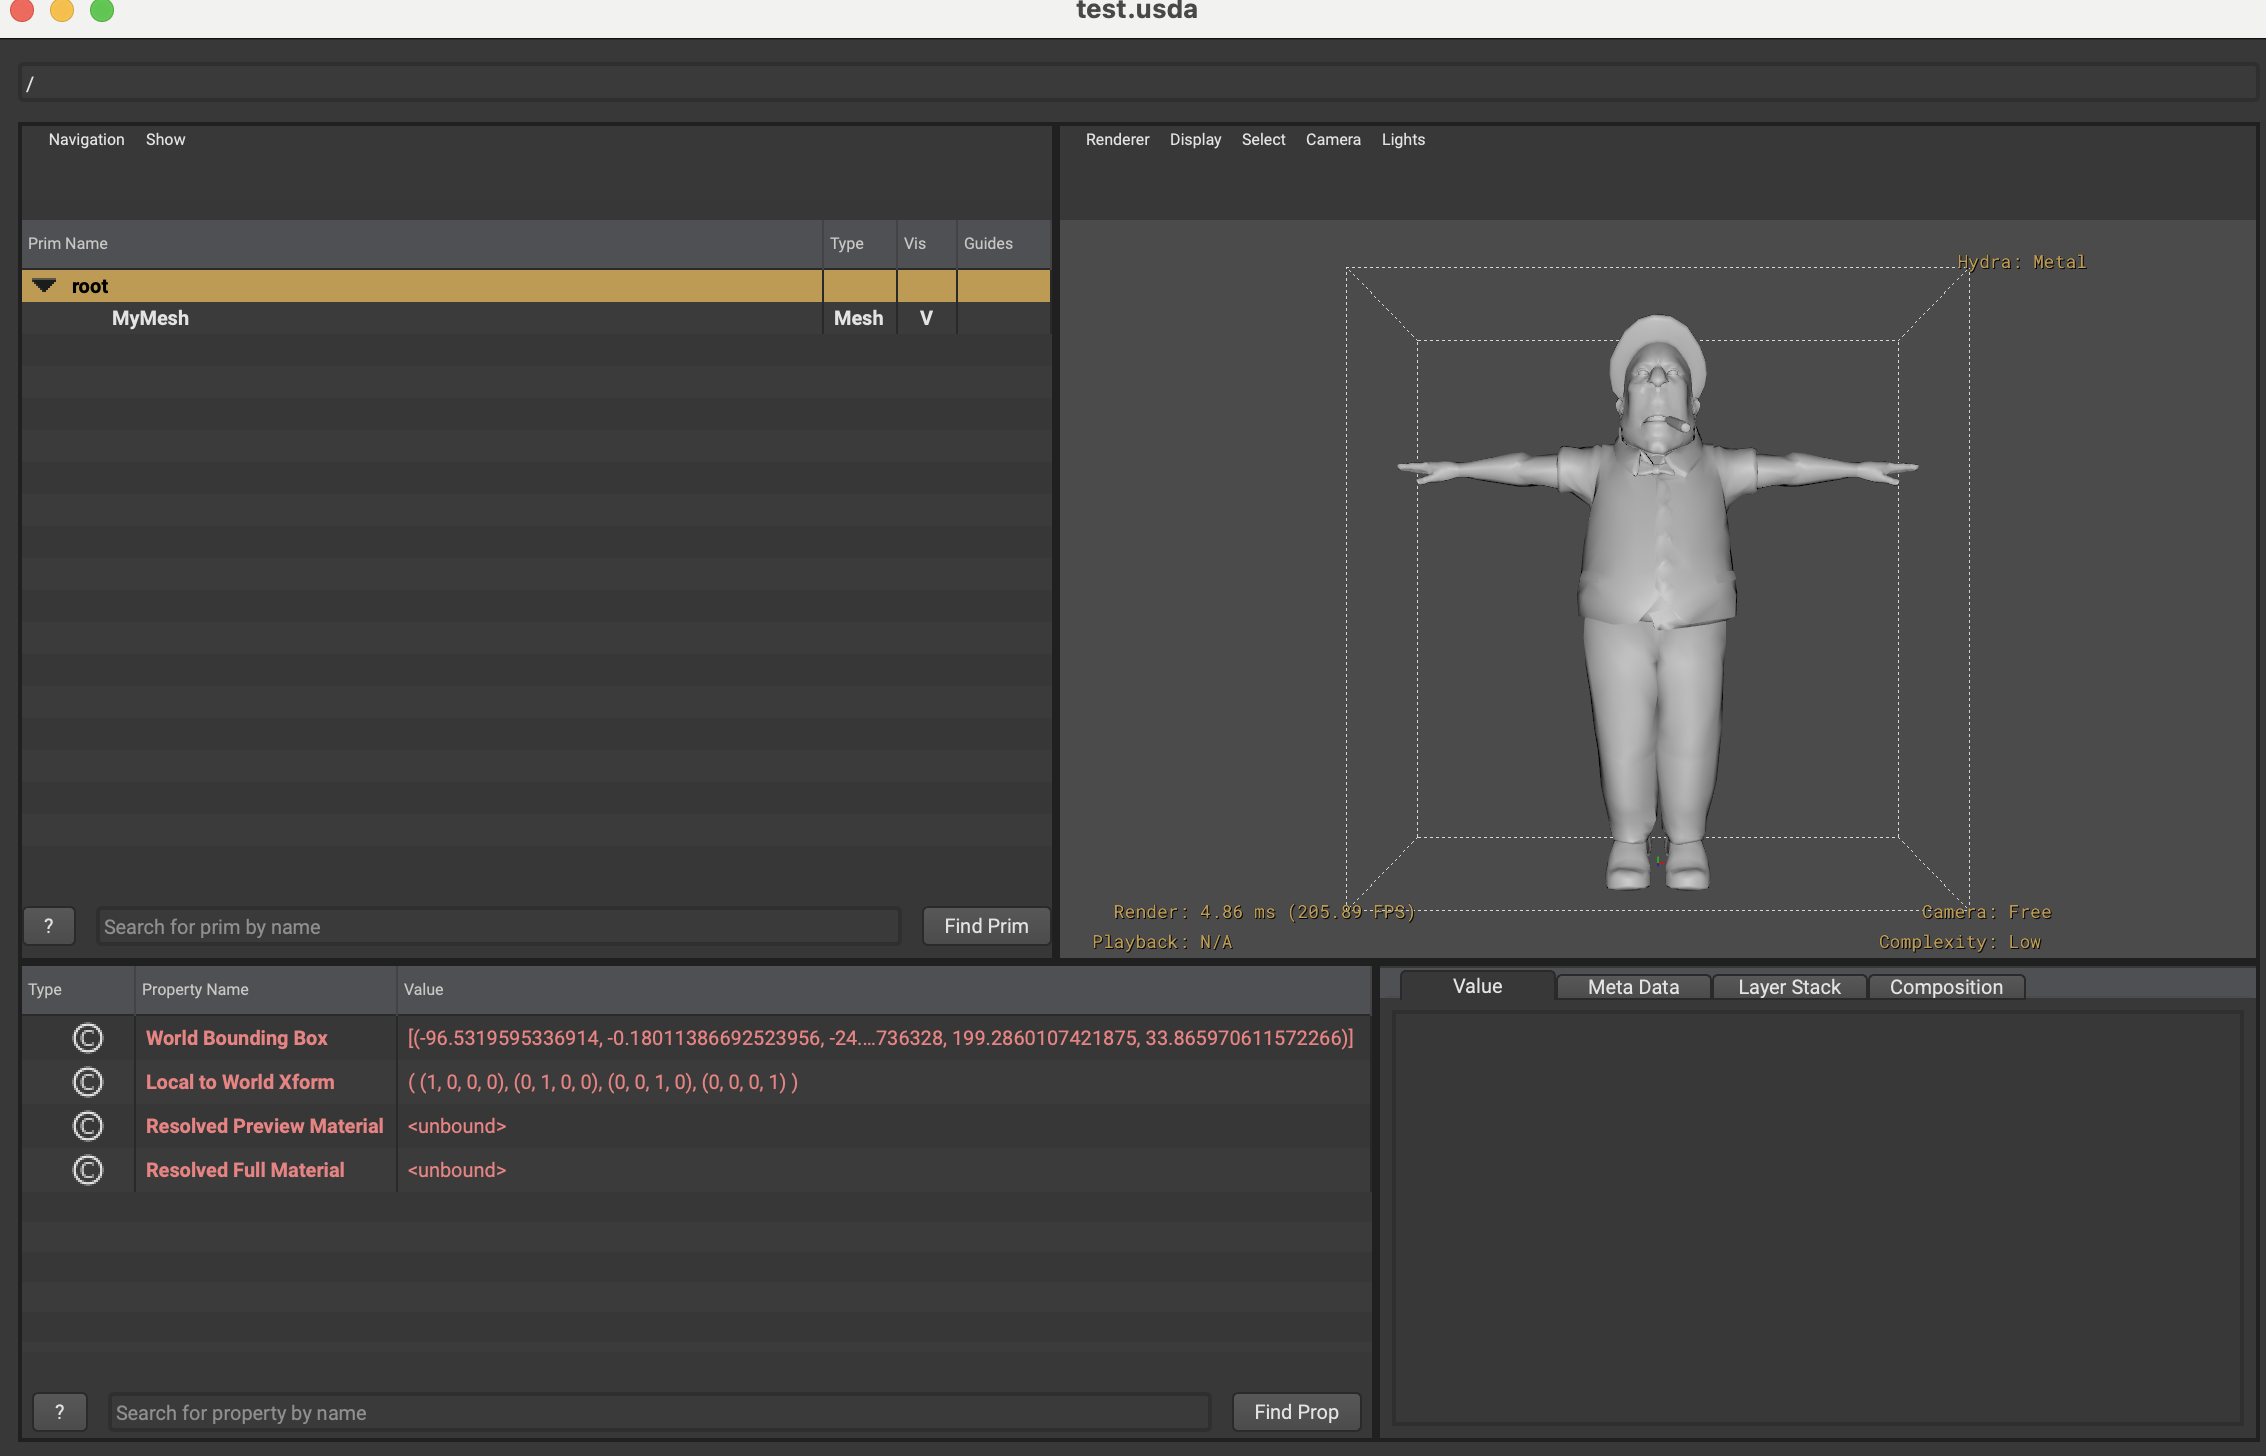 test.usda
/
Navigation Show
Renderer Display Select Camera Lights
Prim Name Type Vis Guides
root
MyMesh Mesh V
? Search for prim by name Find Prim
Hydra: Metal
Render: 4.86 ms (205.89 FPS)
Playback: N/A
Camera: Free
Complexity: Low
Type Property Name Value
C World Bounding Box [(-96.5319595336914, -0.18011386692523956, -24.…736328, 199.2860107421875, 33.865970611572266)]
C Local to World Xform ( (1, 0, 0, 0), (0, 1, 0, 0), (0, 0, 1, 0), (0, 0, 0, 1) )
C Resolved Preview Material <unbound>
C Resolved Full Material <unbound>
? Search for property by name Find Prop
Value Meta Data Layer Stack Composition